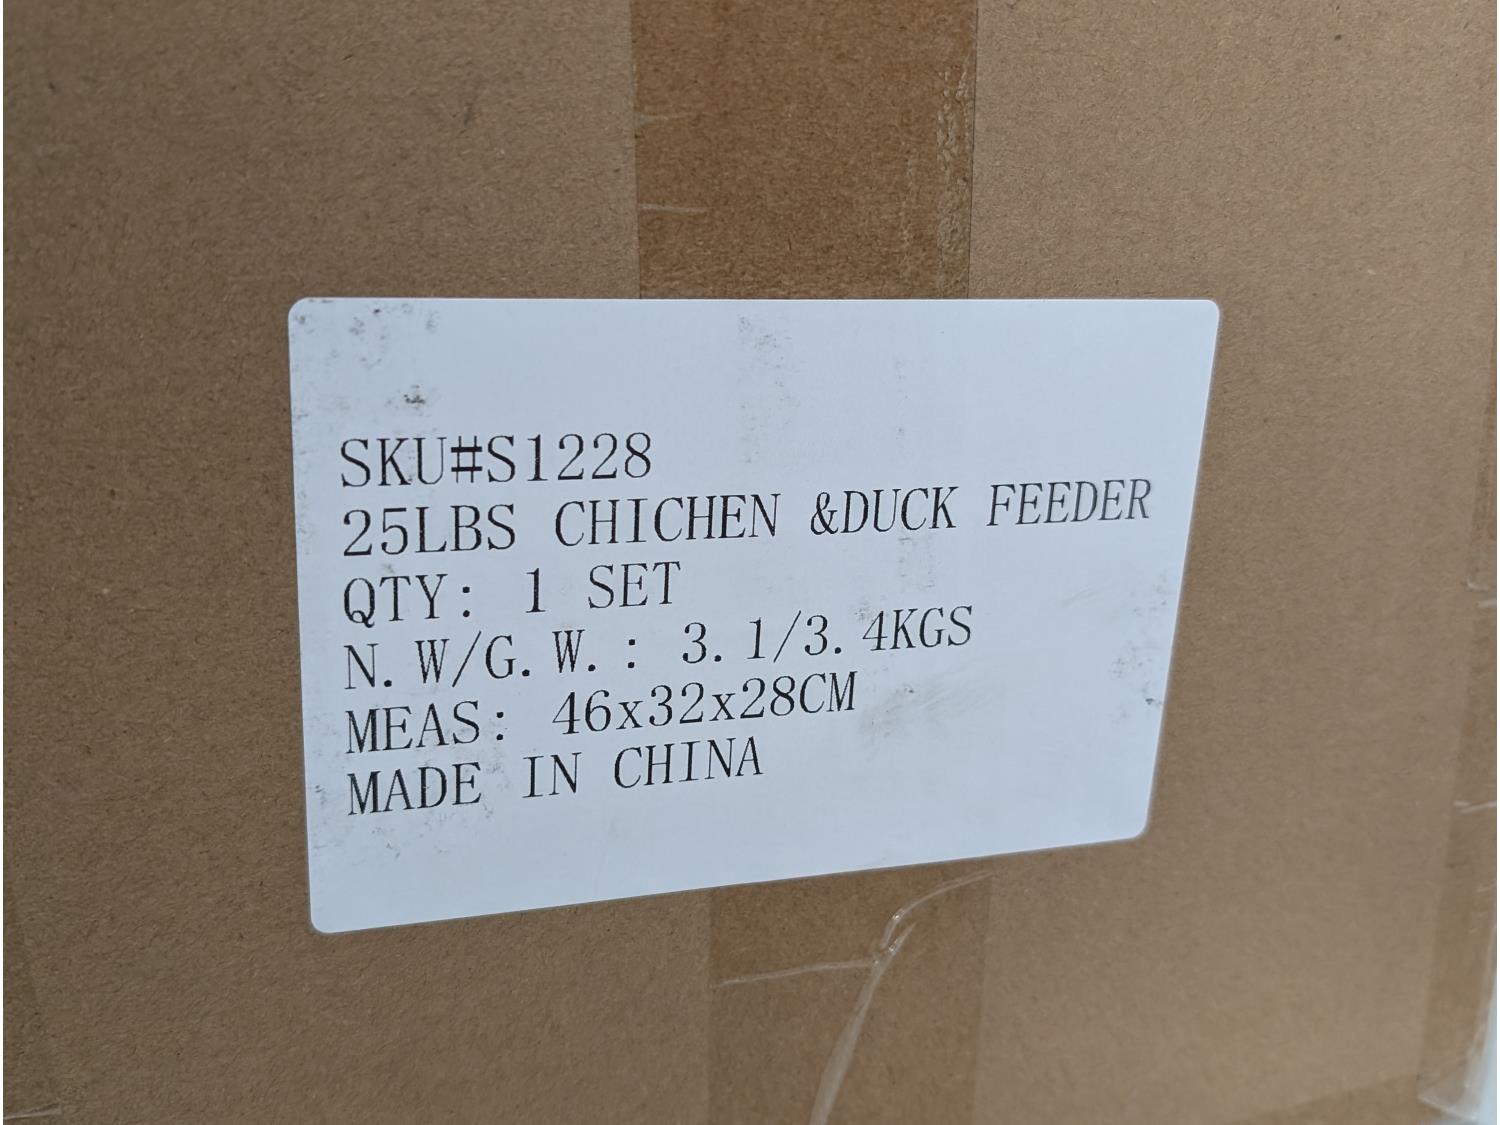 SKU#S1228
25LBS CHICHEN &DUCK FEEDER
QTY: 1 SET
N.W/G.W.: 3.1/3.4KGS
MEAS: 46x32x28CM
MADE IN CHINA